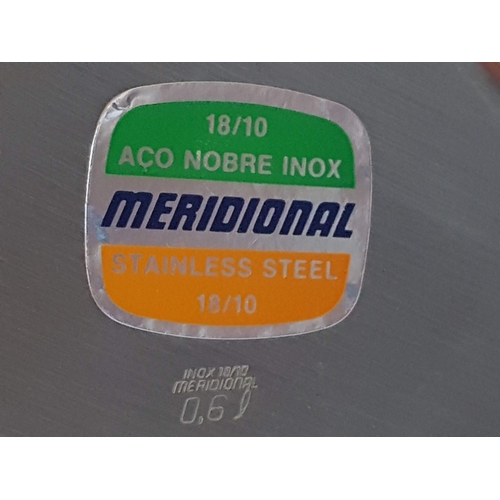 18/10
AÇO NOBRE INOX
MERIDIONAL
STAINLESS STEEL
18/10
INOX 18/10
MERIDIONAL
0,6 l